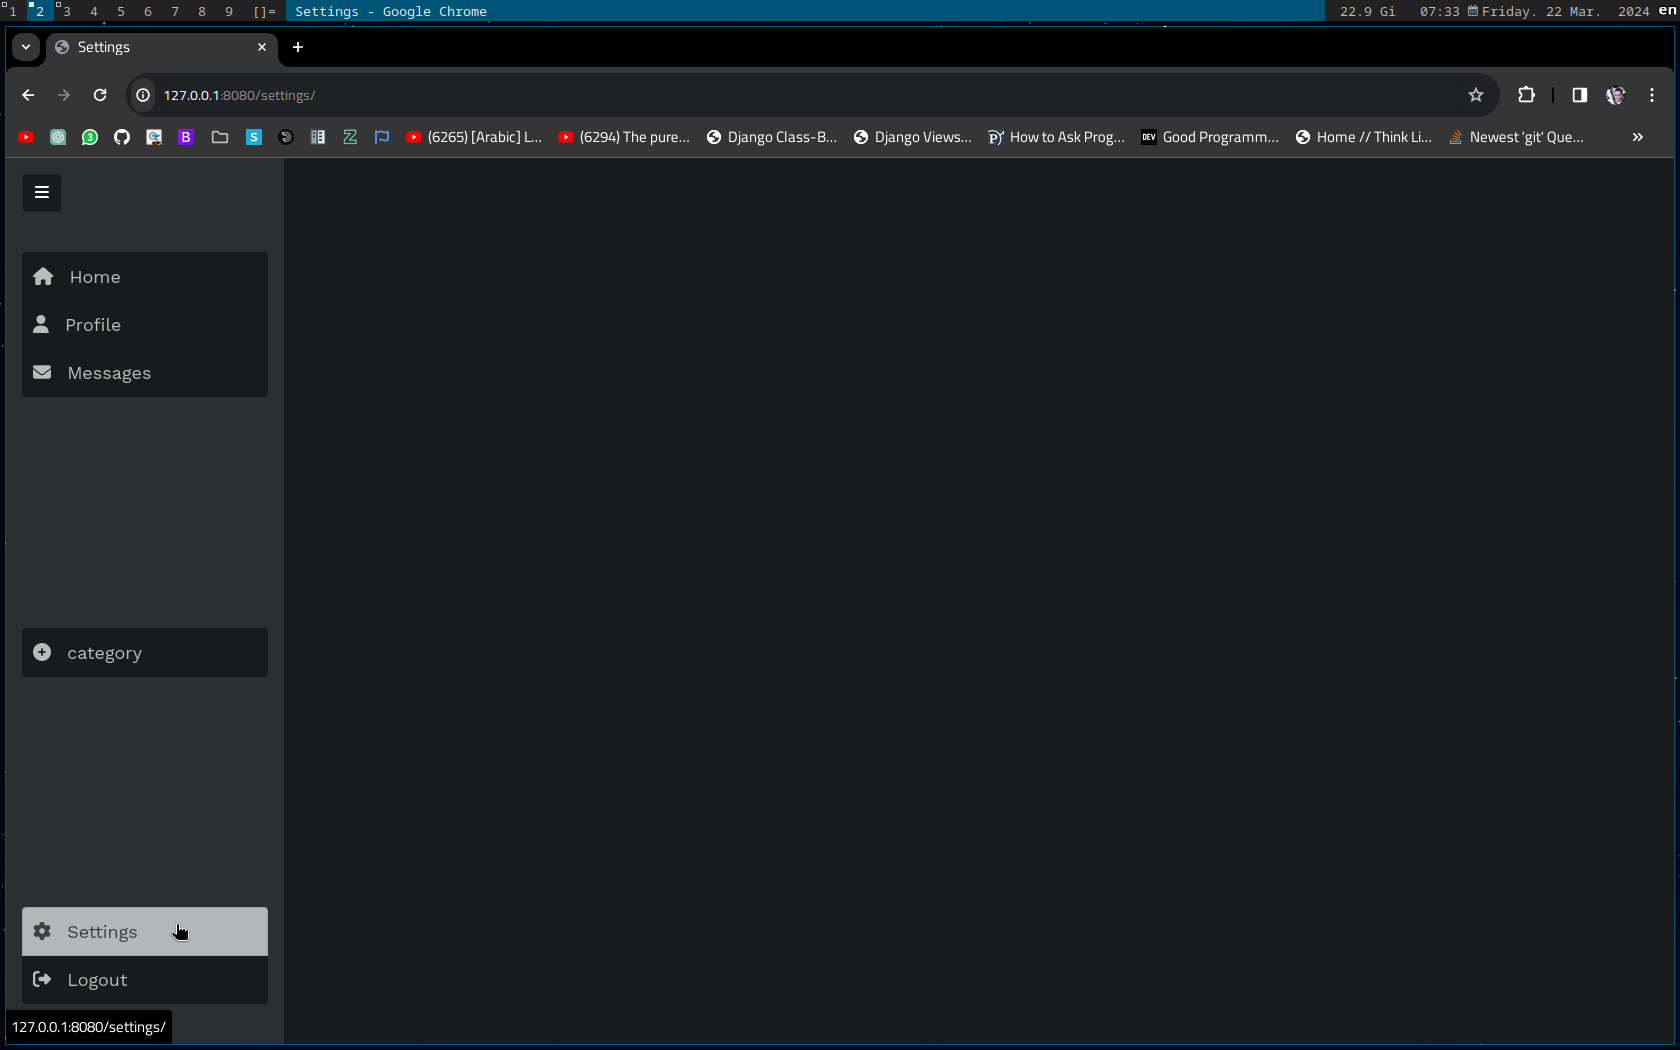 1 2 3 4 5 6 7 8 9 []= Settings - Google Chrome 22.9 Gi 07:33 Friday. 22 Mar. 2024 en
Settings
127.0.0.1:8080/settings/
3 B S (6265) [Arabic] L... (6294) The pure... Django Class-B... Django Views... How to Ask Prog... DEV Good Programm... Home // Think Li... Newest 'git' Que... »
Home
Profile
Messages
category
Settings
Logout
127.0.0.1:8080/settings/